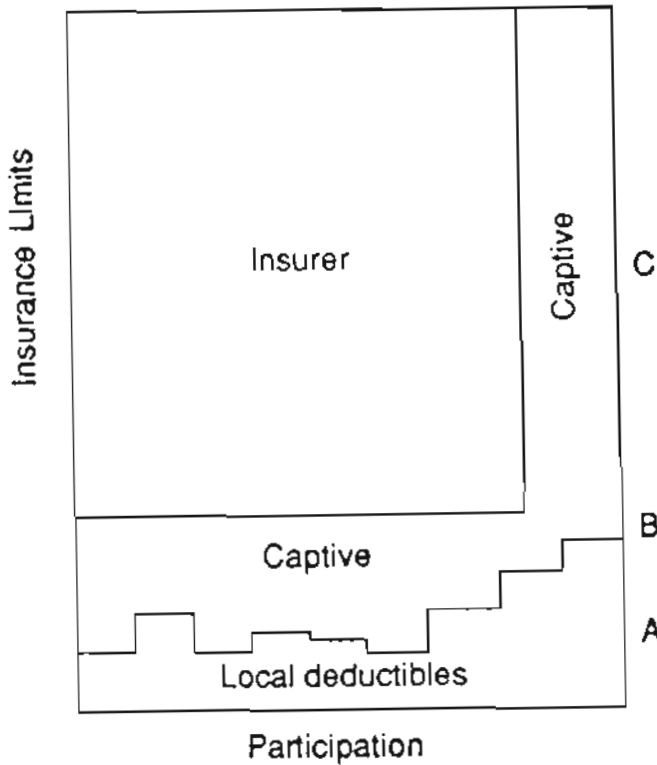 Insurance Limits
Insurer
Captive
C
B
Captive
A
Local deductibles
Participation